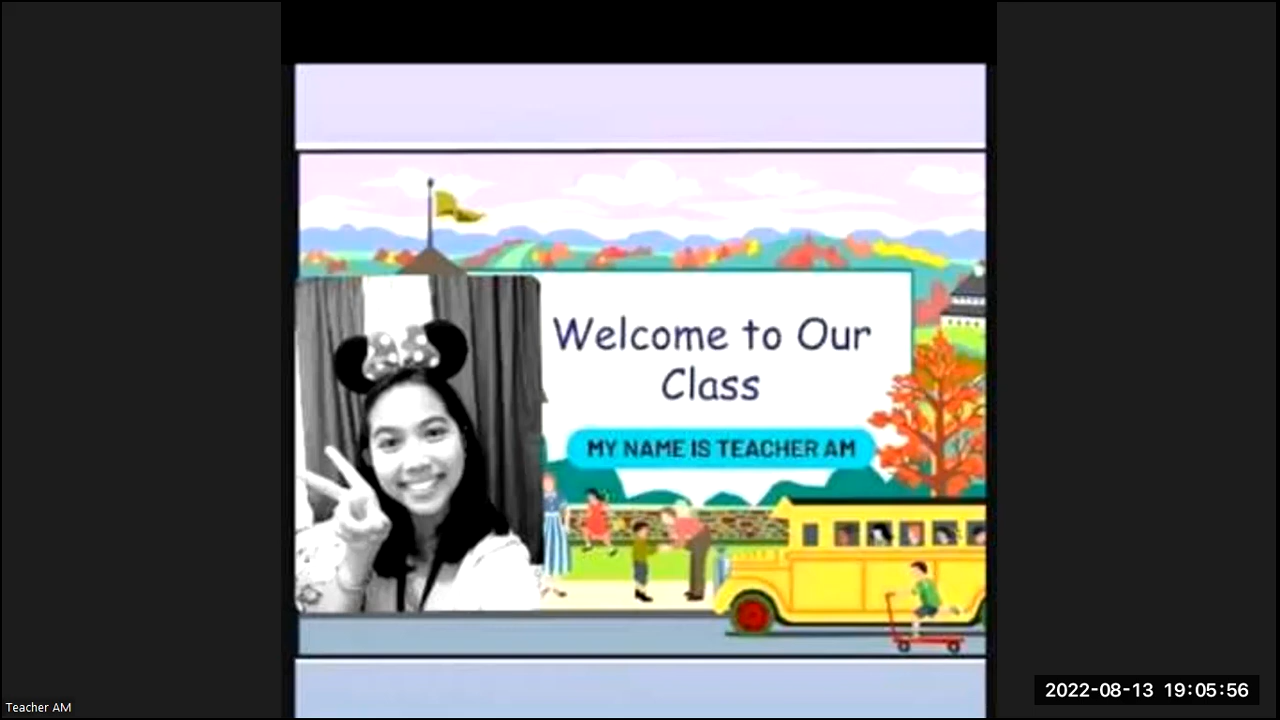 Welcome to Our
Class
MY NAME IS TEACHER AM
Teacher AM
2022-08-13 19:05:56